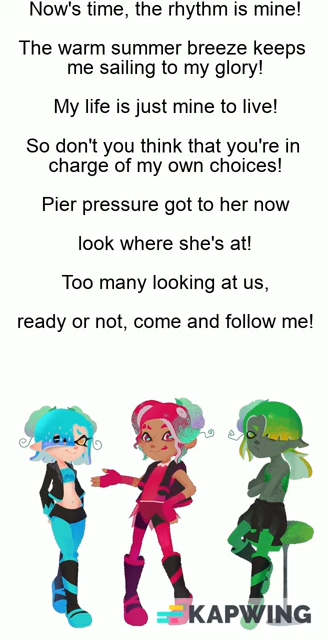 Now's time, the rhythm is mine!
The warm summer breeze keeps
me sailing to my glory!
My life is just mine to live!
So don't you think that you're in
charge of my own choices!
Pier pressure got to her now
look where she's at!
Too many looking at us,
ready or not, come and follow me!
KAPWING